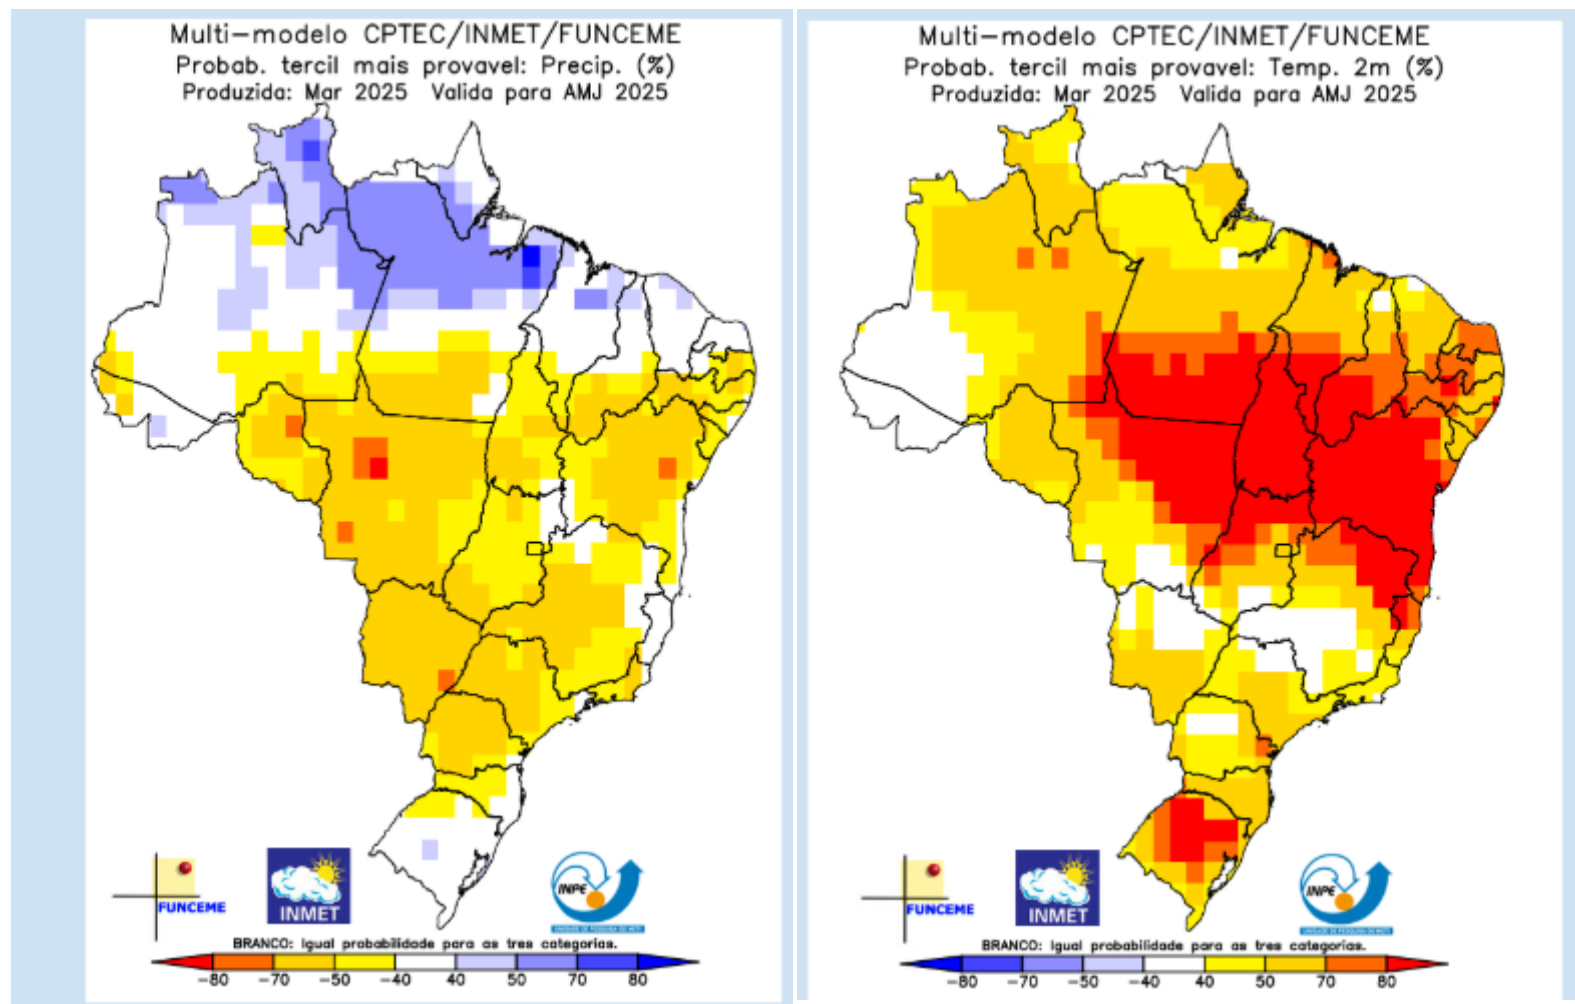 Multi-modelo CPTEC/INMET/FUNCEME
Probab. tercil mais provavel: Precip. (%)
Produzida: Mar 2025 Valida para AMJ 2025
FUNCEME
INMET
INPE
BRANCO: Igual probabilidade para as tres categorias.
-80 -70 -50 -40 40 50 70 80
Multi-modelo CPTEC/INMET/FUNCEME
Probab. tercil mais provavel: Temp. 2m (%)
Produzida: Mar 2025 Valida para AMJ 2025
FUNCEME
INMET
INPE
BRANCO: Igual probabilidade para as tres categorias.
-80 -70 -50 -40 40 50 70 80